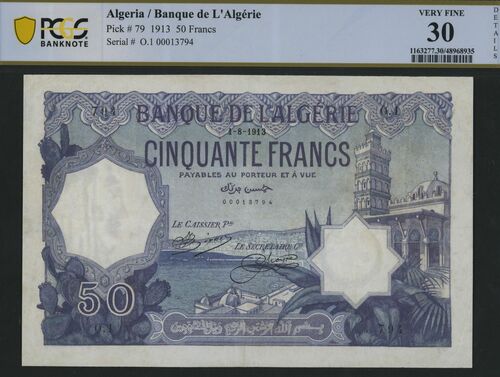 PCGS
BANKNOTE
Algeria / Banque de L'Algérie
Pick # 79 1913 50 Francs
Serial # O.1 00013794
VERY FINE
30
DETAILS
1163277.30/48968935
794 O.1
BANQUE DE L'ALGÉRIE
1-8-1913
CINQUANTE FRANCS
PAYABLES AU PORTEUR ET À VUE
00013794
LE CAISSIER Pal
LE SECRÉTAIRE Gal
50
O.1 794